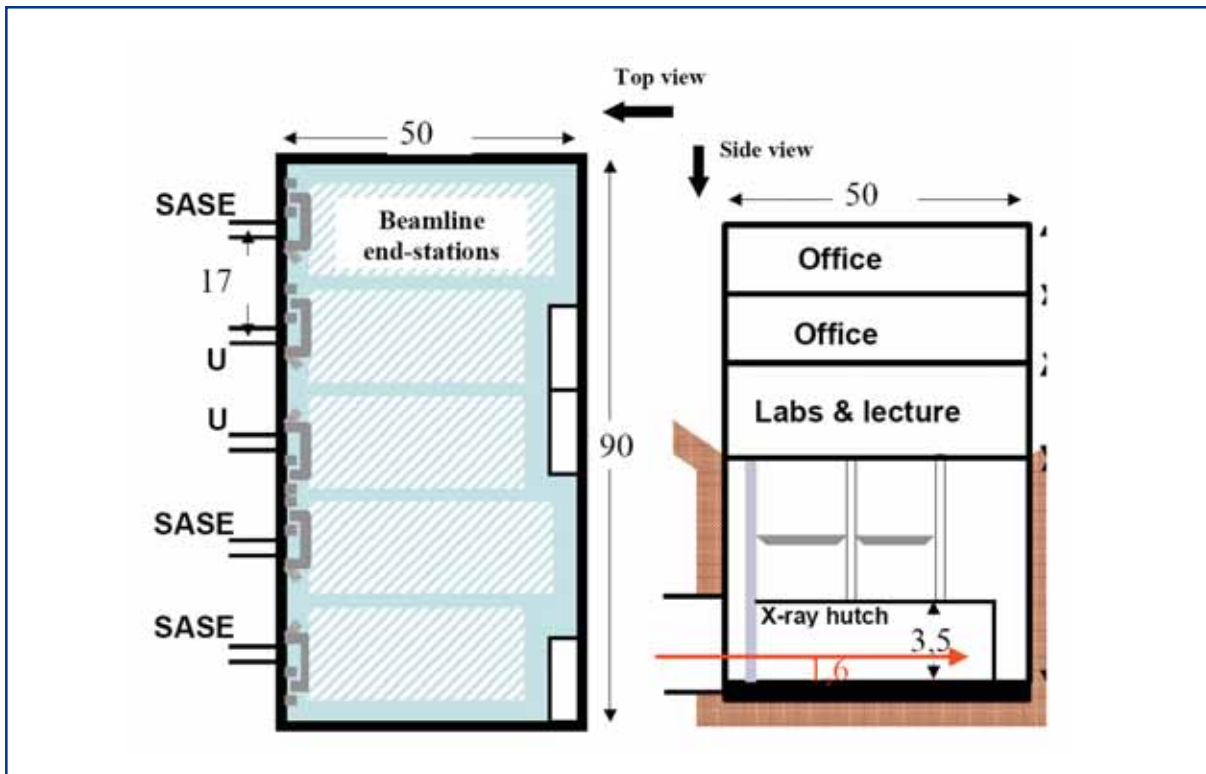 Top view
50
Side view
50
SASE
Beamline
end-stations
17
U
U
90
SASE
SASE
Office
Office
Labs & lecture
X-ray hutch
3,5
1,6